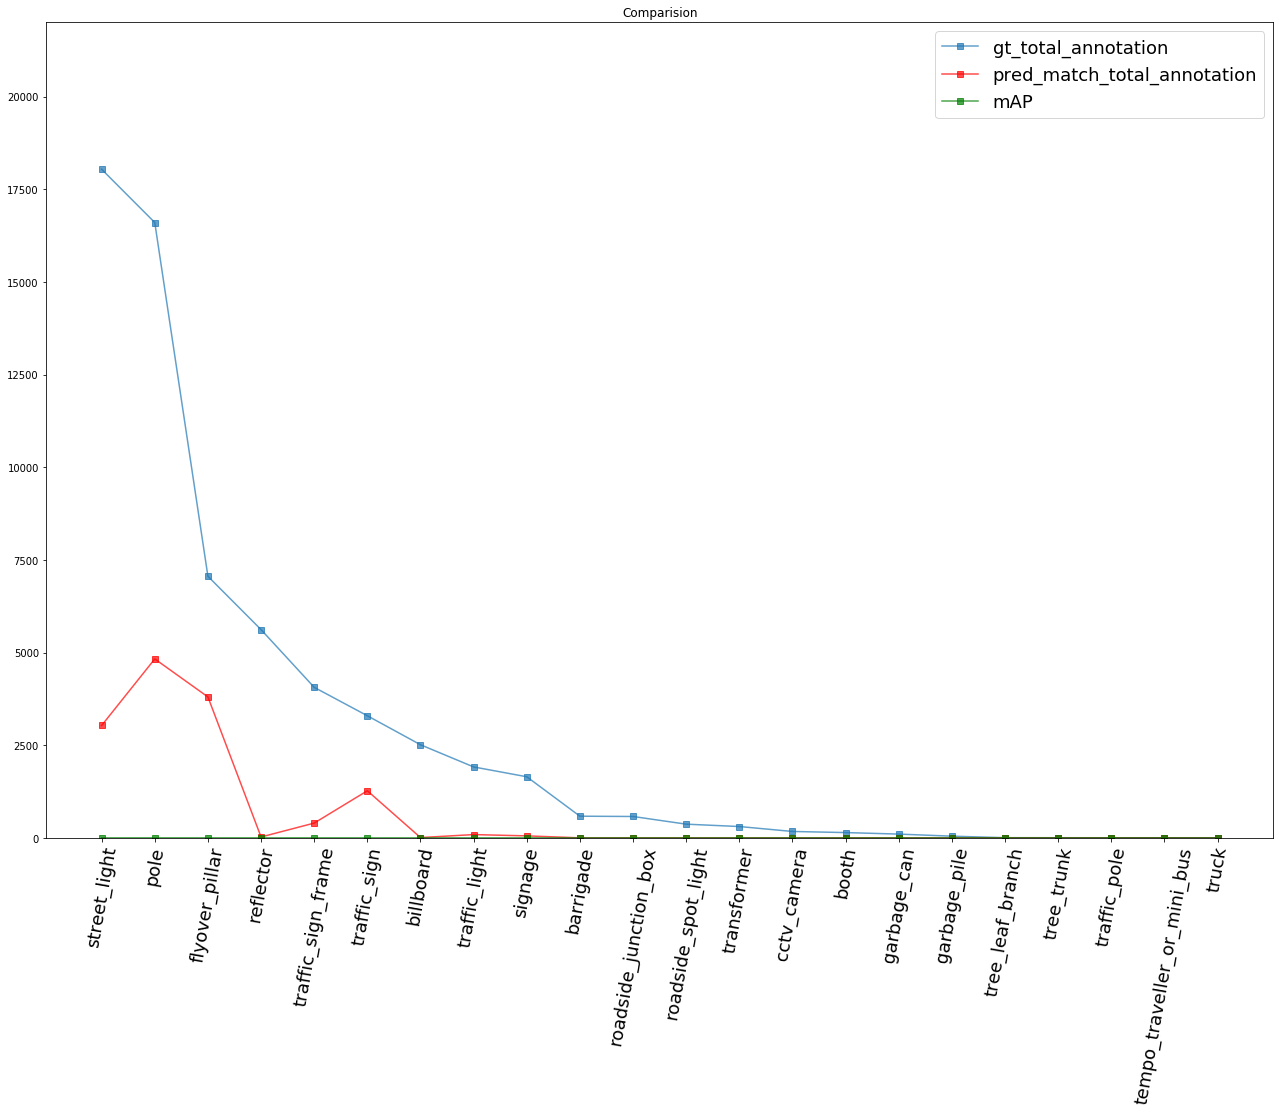 Comparision
gt_total_annotation
pred_match_total_annotation
mAP
20000
17500
15000
12500
10000
7500
5000
2500
0
street_light
pole
flyover_pillar
reflector
traffic_sign_frame
traffic_sign
billboard
traffic_light
signage
barrigade
roadside_junction_box
roadside_spot_light
transformer
cctv_camera
booth
garbage_can
garbage_pile
tree_leaf_branch
tree_trunk
traffic_pole
tempo_traveller_or_mini_bus
truck